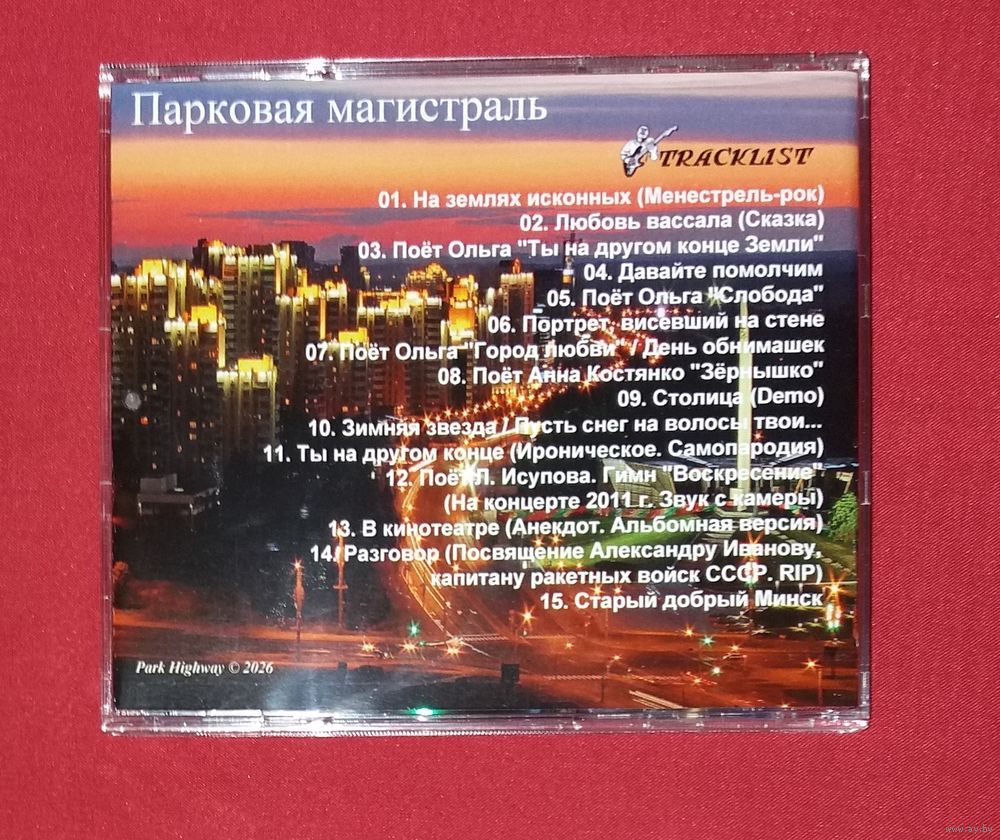 Парковая магистраль
TRACKLIST
01. На землях исконных (Менестрель-рок)
02. Любовь вассала (Сказка)
03. Поёт Ольга "Ты на другом конце Земли"
04. Давайте помолчим
05. Поёт Ольга "Слобода"
06. Портрет, висевший на стене
07. Поёт Ольга "Город любви" / День обнимашек
08. Поёт Анна Костянко "Зёрнышко"
09. Столица (Demo)
10. Зимняя звезда / Пусть снег на волосы твои...
11. Ты на другом конце (Ироническое. Самопародия)
12. Поёт Л. Исупова. Гимн "Воскресение"
(На концерте 2011 г. Звук с камеры)
13. В кинотеатре (Анекдот. Альбомная версия)
14. Разговор (Посвящение Александру Иванову,
капитану ракетных войск СССР. RIP)
15. Старый добрый Минск
Park Highway © 2026
www.ay.by